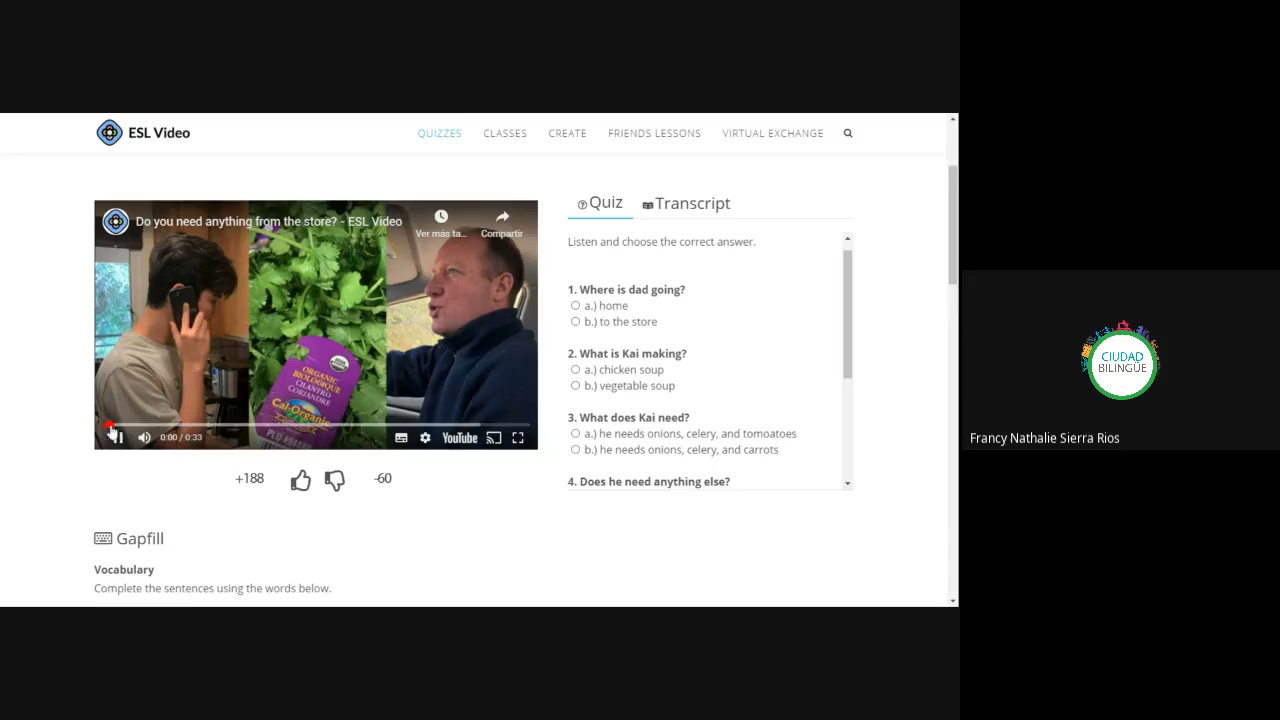 ESL Video
QUIZZES
CLASSES
CREATE
FRIENDS LESSONS
VIRTUAL EXCHANGE
Do you need anything from the store? - ESL Video
Ver más ta...
Compartir
ORGANIC
BIOLOGIQUE
CILANTRO
CORIANDRE
Cal-Organic
0:00 / 0:33
YouTube
+188
-60
Quiz
Transcript
Listen and choose the correct answer.
1. Where is dad going?
a.) home
b.) to the store
2. What is Kai making?
a.) chicken soup
b.) vegetable soup
3. What does Kai need?
a.) he needs onions, celery, and tomoatoes
b.) he needs onions, celery, and carrots
4. Does he need anything else?
Gapfill
Vocabulary
Complete the sentences using the words below.
CIUDAD
BILINGÜE
Francy Nathalie Sierra Rios